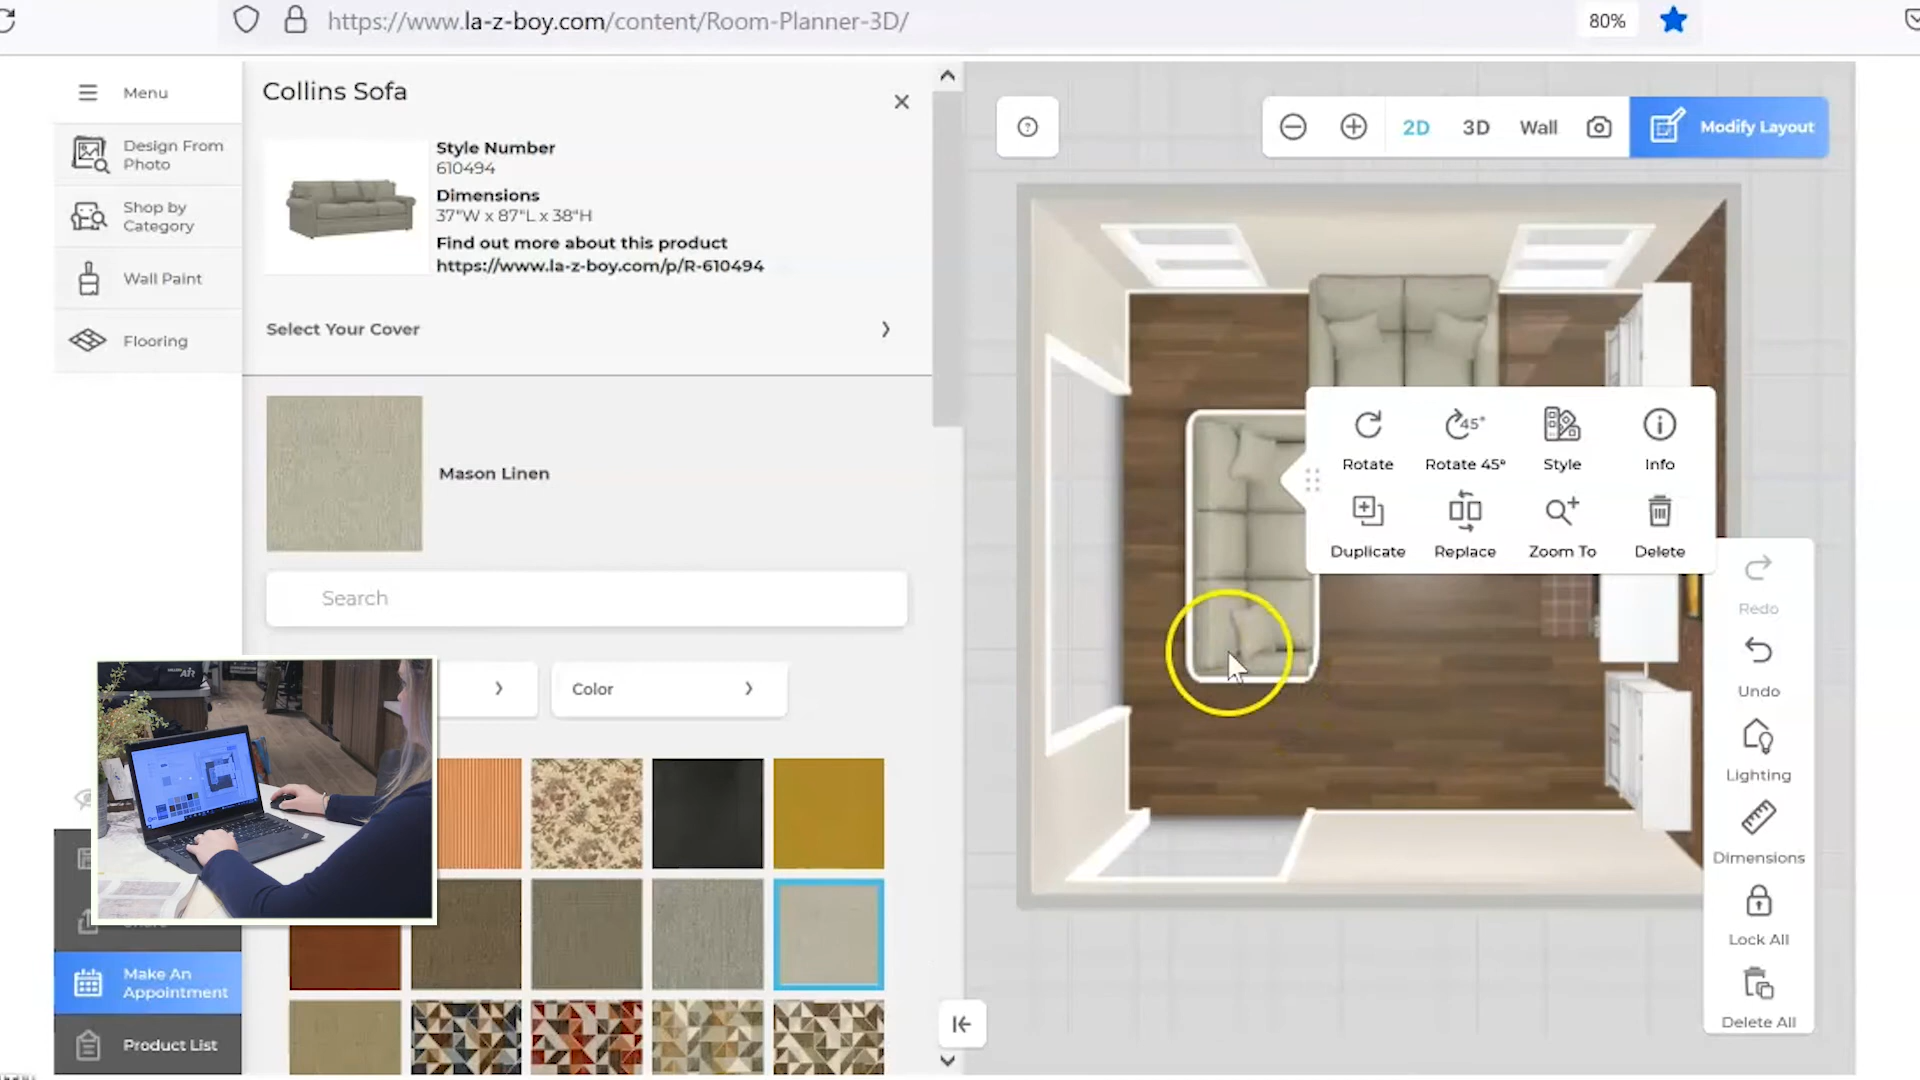 https://www.la-z-boy.com/content/Room-Planner-3D/
80%
Menu
Design From
Photo
Shop by
Category
Wall Paint
Flooring
Make An
Appointment
Product List
Collins Sofa
Style Number
610494
Dimensions
37"W x 87"L x 38"H
Find out more about this product
https://www.la-z-boy.com/p/R-610494
Select Your Cover
Mason Linen
Search
Color
2D
3D
Wall
Modify Layout
Rotate
45°
Rotate 45°
Style
Info
Duplicate
Replace
Zoom To
Delete
Redo
Undo
Lighting
Dimensions
Lock All
Delete All